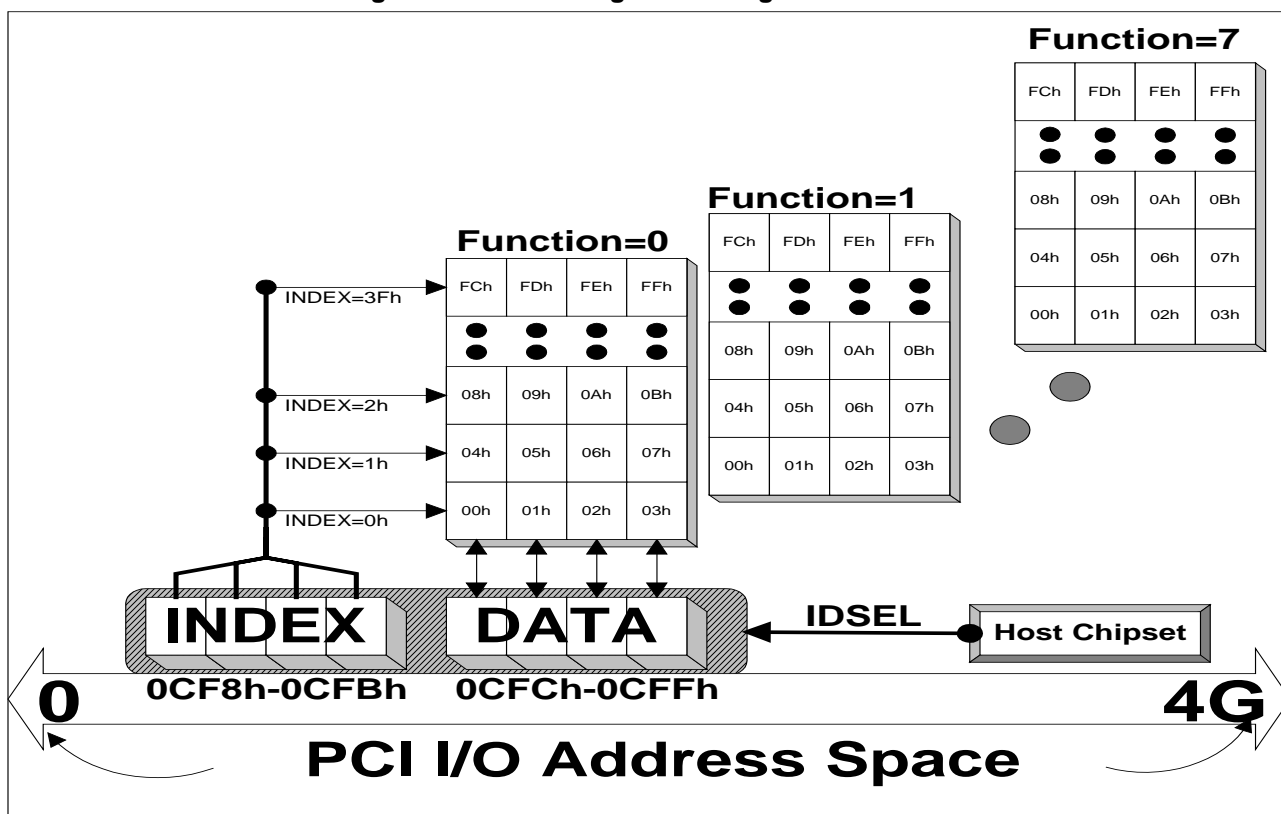 Function=7
FCh FDh FEh FFh
08h 09h 0Ah 0Bh
04h 05h 06h 07h
00h 01h 02h 03h
Function=1
FCh FDh FEh FFh
08h 09h 0Ah 0Bh
04h 05h 06h 07h
00h 01h 02h 03h
Function=0
FCh FDh FEh FFh
08h 09h 0Ah 0Bh
04h 05h 06h 07h
00h 01h 02h 03h
INDEX=3Fh
INDEX=2h
INDEX=1h
INDEX=0h
INDEX
DATA
IDSEL
Host Chipset
0CF8h-0CFBh
0CFCh-0CFFh
0
4G
PCI I/O Address Space